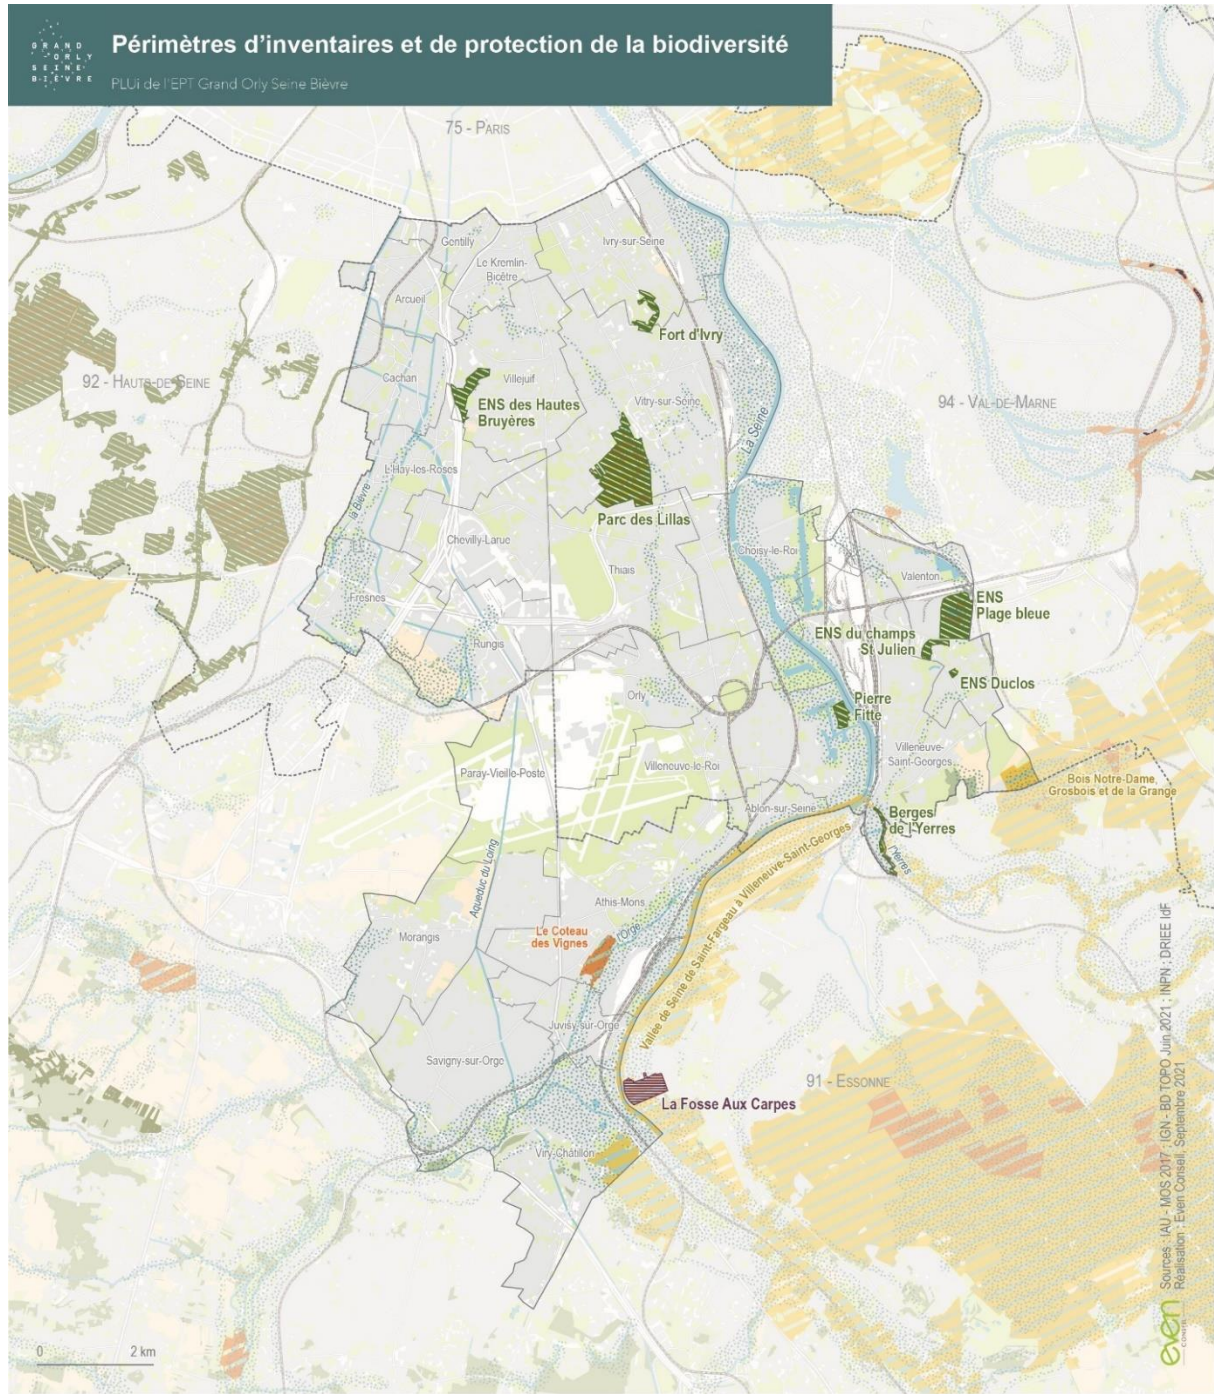 GRAND
ORLY
SEINE
BIÈVRE
Périmètres d'inventaires et de protection de la biodiversité
PLUi de l'EPT Grand Orly Seine Bièvre
75 - PARIS
Gentilly
Ivry-sur-Seine
Le Kremlin-
Bicêtre
Arcueil
Fort d'Ivry
92 - HAUTS-DE-SEINE
Cachan
Villejuif
ENS des Hautes
Bruyères
Vitry-sur-Seine
94 - VAL-DE-MARNE
La Seine
L'Haÿ-les-Roses
la Bièvre
Parc des Lillas
Chevilly-Larue
Choisy-le-Roi
Thiais
Valenton
Fresnes
ENS
Plage bleue
ENS du champs
St Julien
Rungis
ENS Duclos
Orly
Pierre
Fitte
Villeneuve-
Saint-Georges
Paray-Vieille-Poste
Villeneuve-le-Roi
Bois Notre-Dame,
Grosbois et de la Grange
Ablon-sur-Seine
Berges
de l'Yerres
l'Yerres
Aqueduc du Loing
Vallée de Seine de Saint-Fargeau à Villeneuve-Saint-Georges
Athis-Mons
Morangis
Le Coteau
des Vignes
l'Orge
Juvisy-sur-Orge
Savigny-sur-Orge
91 - ESSONNE
La Fosse Aux Carpes
Viry-Châtillon
0 2 km
even
CONSEIL
Sources : IAU - MOS 2017 ; IGN - BD TOPO Juin 2021 ; INPN ; DRIEE IdF
Réalisation : Even Conseil, Septembre 2021